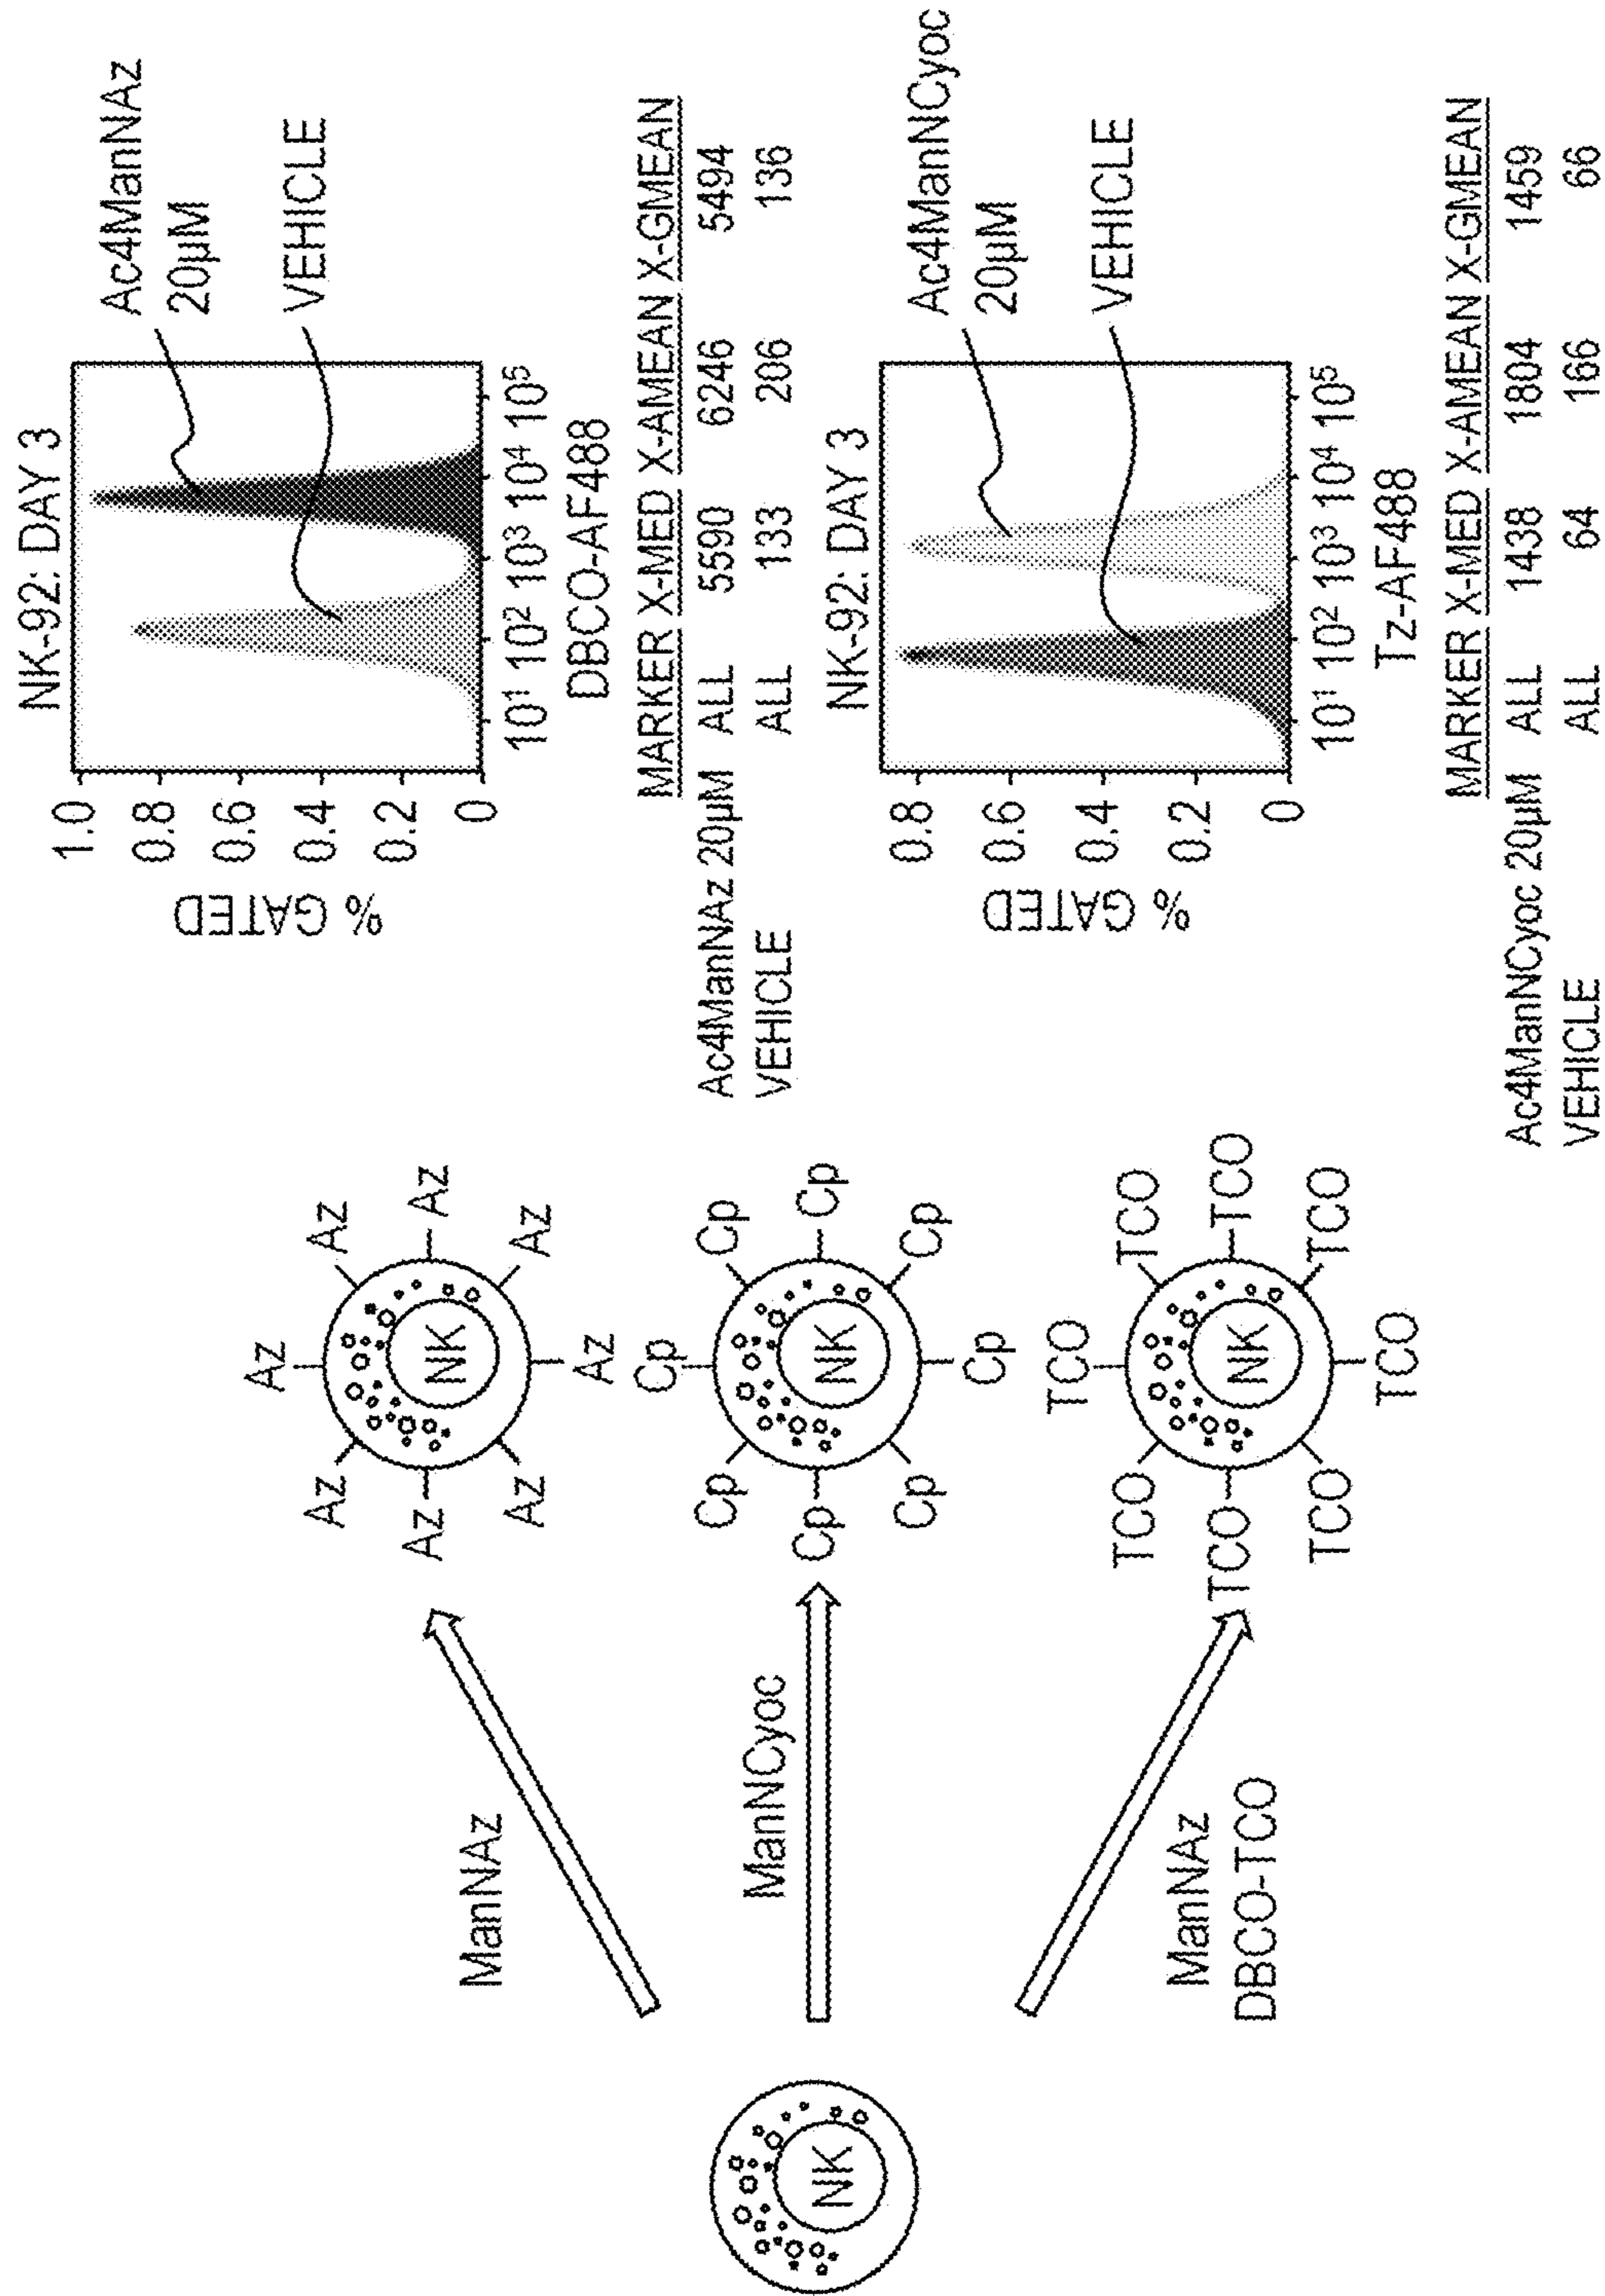 NK
ManNAz
ManNCyoc
ManNAz
DBCO-TCO
Az
Az
Az
Az
Az
Az
Az
Az
NK
Cp
Cp
Cp
Cp
Cp
Cp
Cp
Cp
NK
TCO
TCO
TCO
TCO
TCO
TCO
TCO
TCO
NK
NK-92: DAY 3
% GATED
1.0
0.8
0.6
0.4
0.2
0
10¹ 10² 10³ 10⁴ 10⁵
DBCO-AF488
Ac4ManNAz
20µM
VEHICLE
MARKER X-MED X-AMEAN X-GMEAN
Ac4ManNAz 20µM ALL 5590 6246 5494
VEHICLE ALL 133 206 136
NK-92: DAY 3
% GATED
0.8
0.6
0.4
0.2
0
10¹ 10² 10³ 10⁴ 10⁵
Tz-AF488
Ac4ManNCyoc
20µM
VEHICLE
MARKER X-MED X-AMEAN X-GMEAN
Ac4ManNCyoc 20µM ALL 1438 1804 1459
VEHICLE ALL 64 166 66